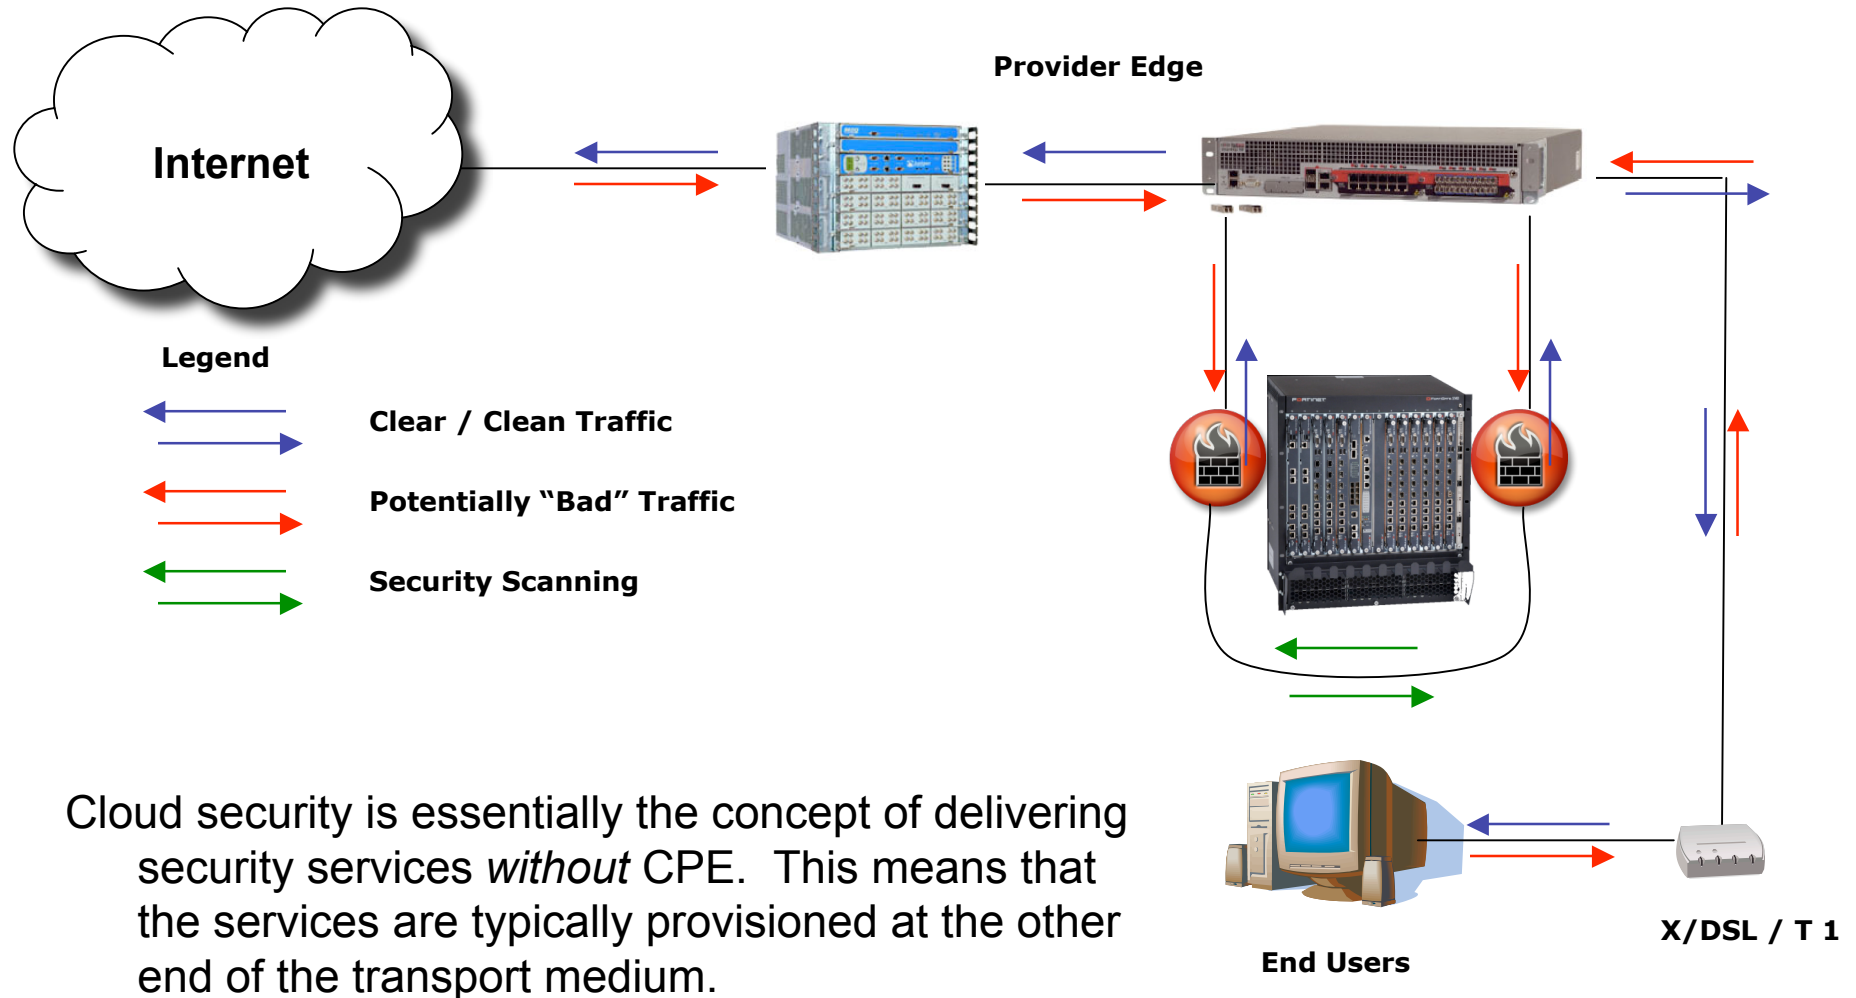 Provider Edge
Internet
FORTINET
Legend
Clear / Clean Traffic
Potentially “Bad” Traffic
Security Scanning
Cloud security is essentially the concept of delivering
security services without CPE.  This means that
the services are typically provisioned at the other
end of the transport medium.
X/DSL / T 1
End Users